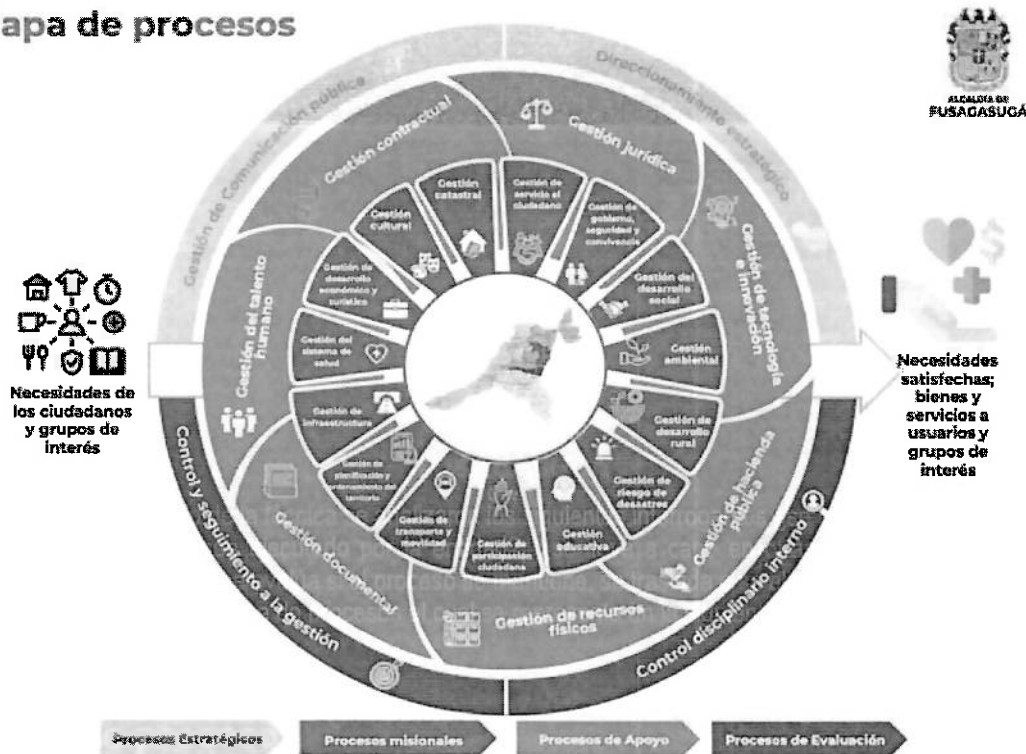 apa de procesos
ALCALDÍA DE
FUSAGASUGÁ
Gestión de Comunicación pública
Direccionamiento estratégico
Gestión contractual
Gestión jurídica
Gestión de tecnología
e innovación
Gestión de hacienda
pública
Gestión de recursos
físicos
Gestión documental
Gestión del talento
humano
Gestión
catastral
Gestión de
servicio al
ciudadano
Gestión de
gobierno,
seguridad y
convivencia
Gestión del
desarrollo
social
Gestión
ambiental
Gestión de
desarrollo
rural
Gestión de
riesgo de
desastres
Gestión
educativa
Gestión de
participación
ciudadana
Gestión de
transporte y
movilidad
Gestión de
planificación y
ordenamiento del
territorio
Gestión de
infraestructura
Gestión del
sistema de
salud
Gestión de
desarrollo
económico y
turístico
Gestión
cultural
Necesidades de
los ciudadanos
y grupos de
interés
Necesidades
satisfechas;
bienes y
servicios a
usuarios y
grupos de
interés
Control y seguimiento a la gestión
Control disciplinario interno
Procesos Estratégicos
Procesos misionales
Procesos de Apoyo
Procesos de Evaluación